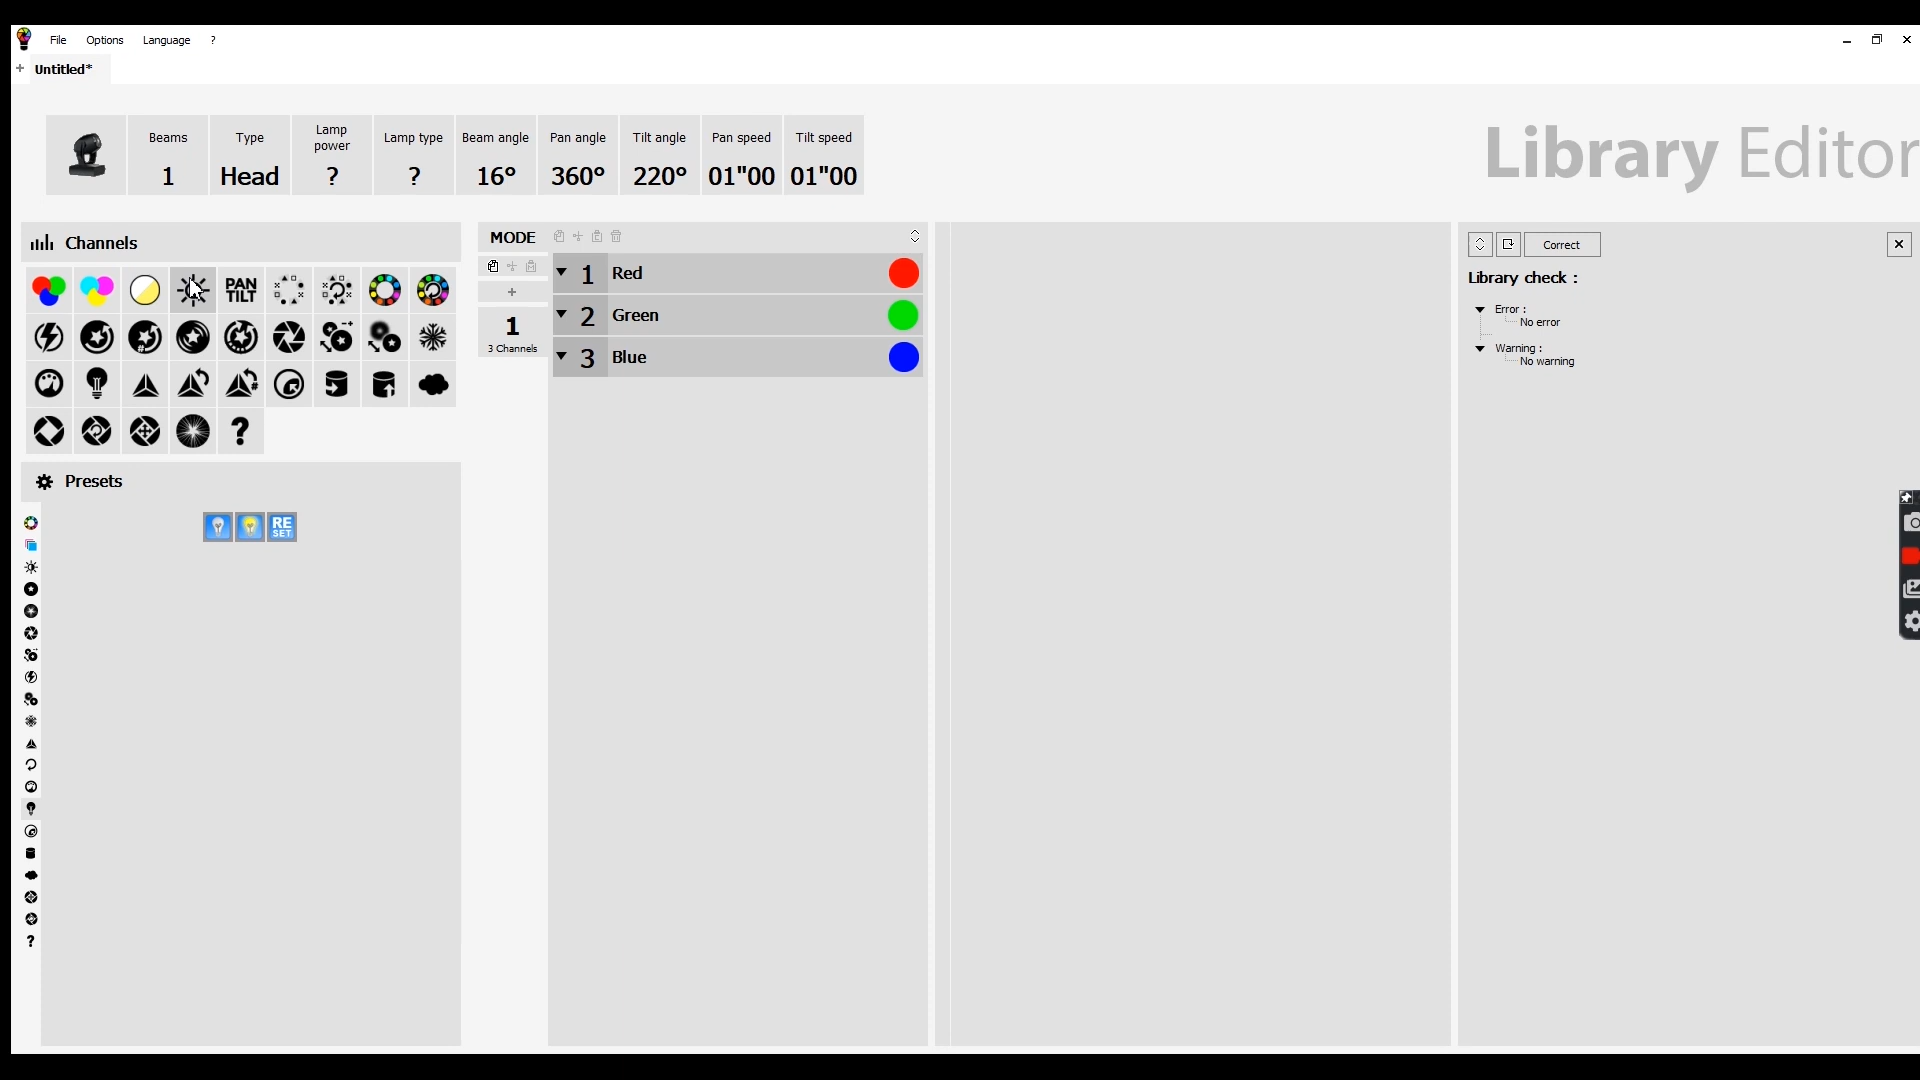 File Options Language ?
+ Untitled*
Beams
1
Type
Head
Lamp
power
?
Lamp type
?
Beam angle
16°
Pan angle
360°
Tilt angle
220°
Pan speed
01"00
Tilt speed
01"00
Library Editor
Channels
PAN
TILT
?
Presets
RE
SET
?
MODE
+
1
3 Channels
1 Red
2 Green
3 Blue
Correct
Library check :
Error :
No error
Warning :
No warning